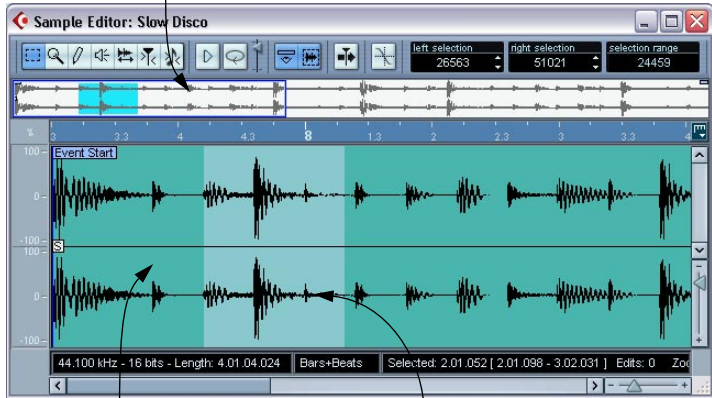 Sample Editor: Slow Disco
left selection
26563
right selection
51021
selection range
24459
%
3 3.3 4 4.3 8 1.3 2 2.3 3 3.3 4
100
Event Start
0
-100
S
100
0
-100
44.100 kHz - 16 bits - Length: 4.01.04.024
Bars+Beats
Selected: 2.01.052 [ 2.01.098 - 3.02.031 ] Edits: 0 Zoo